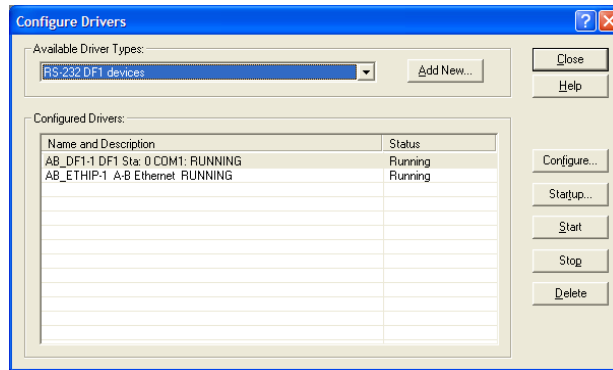 Configure Drivers
Available Driver Types:
RS-232 DF1 devices
Add New...
Close
Help
Configured Drivers:
Name and Description Status
AB_DF1-1 DF1 Sta: 0 COM1: RUNNING Running
AB_ETHIP-1 A-B Ethernet RUNNING Running
Configure...
Startup...
Start
Stop
Delete